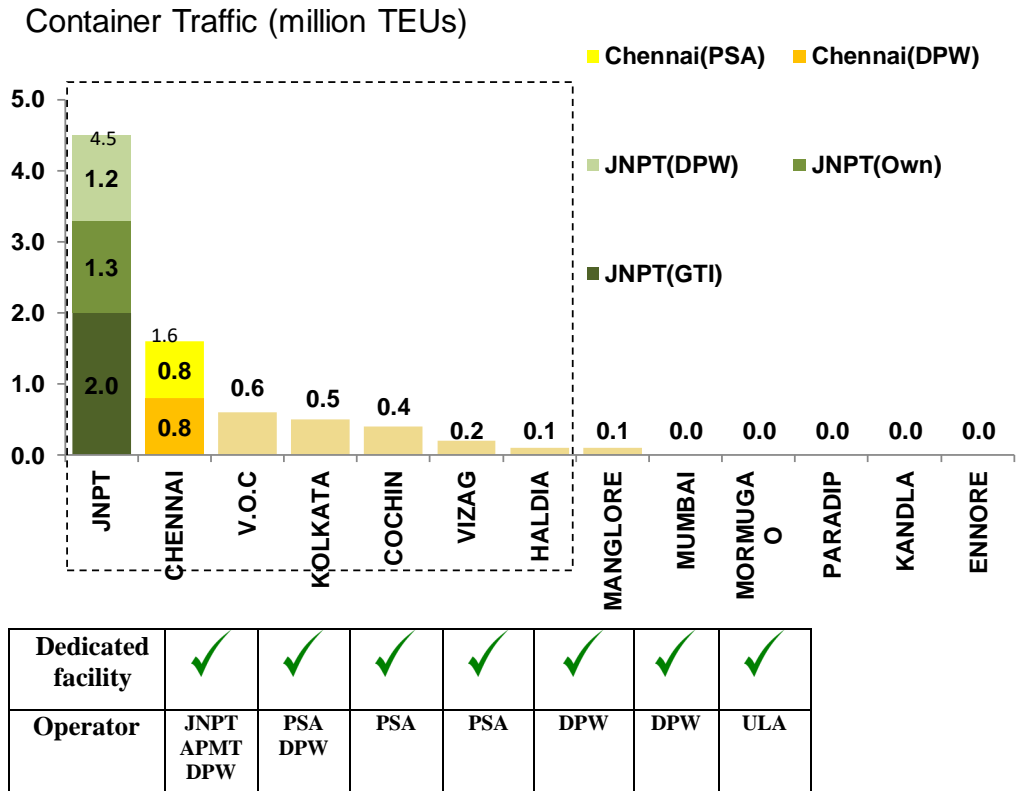 Container Traffic (million TEUs)
Chennai(PSA) Chennai(DPW)
JNPT(DPW) JNPT(Own)
JNPT(GTI)
5.0
4.0
3.0
2.0
1.0
0.0
4.5
1.2
1.3
2.0
1.6
0.8
0.8
0.6
0.5
0.4
0.2
0.1
0.1
0.0
0.0
0.0
0.0
0.0
JNPT
CHENNAI
V.O.C
KOLKATA
COCHIN
VIZAG
HALDIA
MANGLORE
MUMBAI
MORMUGA
O
PARADIP
KANDLA
ENNORE
Dedicated
facility
Operator
JNPT
APMT
DPW
PSA
DPW
PSA
PSA
DPW
DPW
ULA